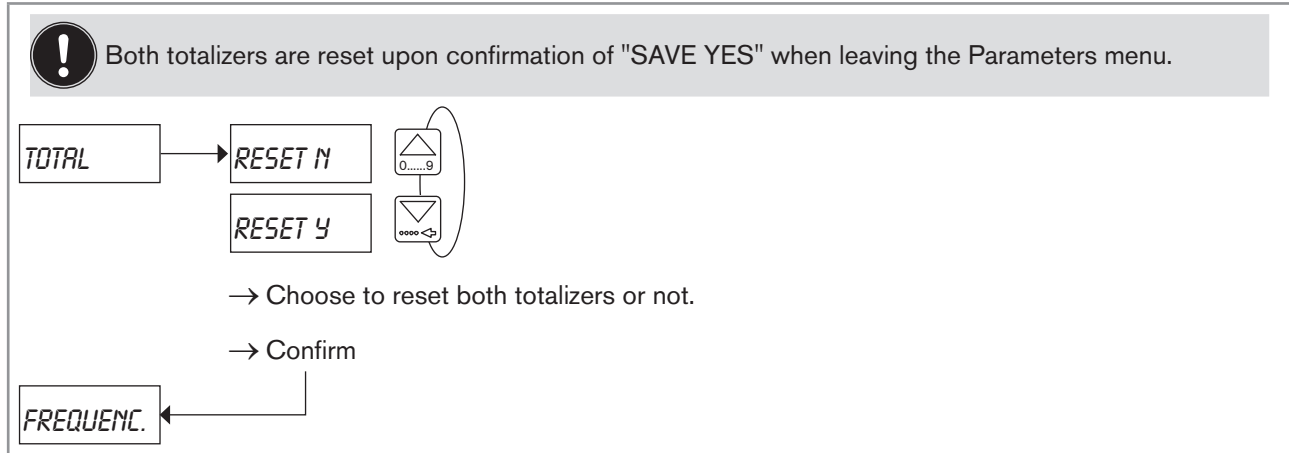 Both totalizers are reset upon confirmation of "SAVE YES" when leaving the Parameters menu.
TOTAL
RESET N
0......9
RESET Y
→ Choose to reset both totalizers or not.
→ Confirm
FREQUENC.